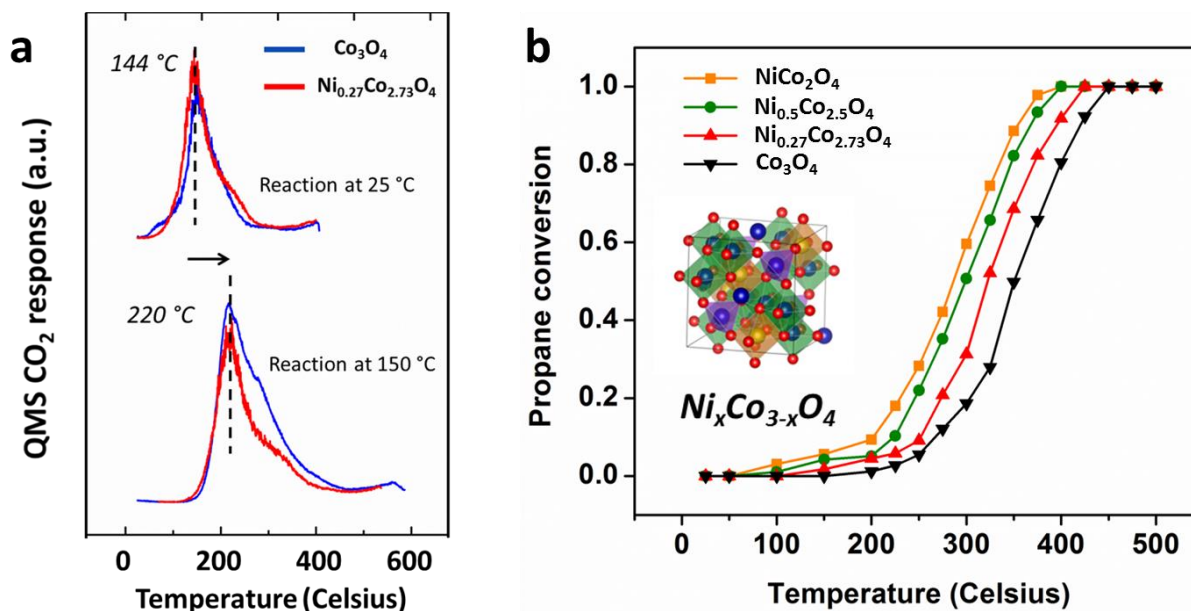 a
QMS CO₂ response (a.u.)
144 °C
Co₃O₄
Ni₀.₂₇Co₂.₇₃O₄
Reaction at 25 °C
220 °C
Reaction at 150 °C
0 200 400 600
Temperature (Celsius)
b
Propane conversion
1.0
0.8
0.6
0.4
0.2
0.0
NiCo₂O₄
Ni₀.₅Co₂.₅O₄
Ni₀.₂₇Co₂.₇₃O₄
Co₃O₄
NiₓCo₃₋ₓO₄
0 100 200 300 400 500
Temperature (Celsius)